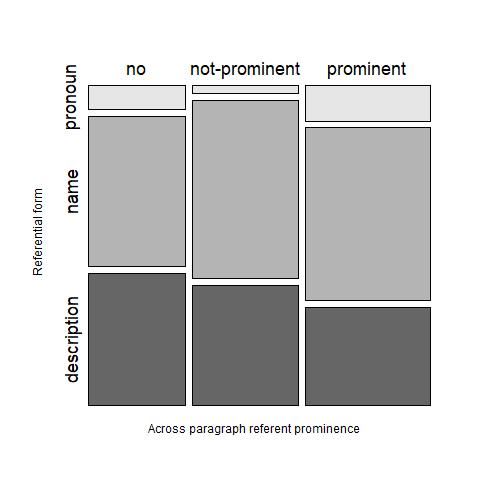 no
not-prominent
prominent
pronoun
name
description
Referential form
Across paragraph referent prominence